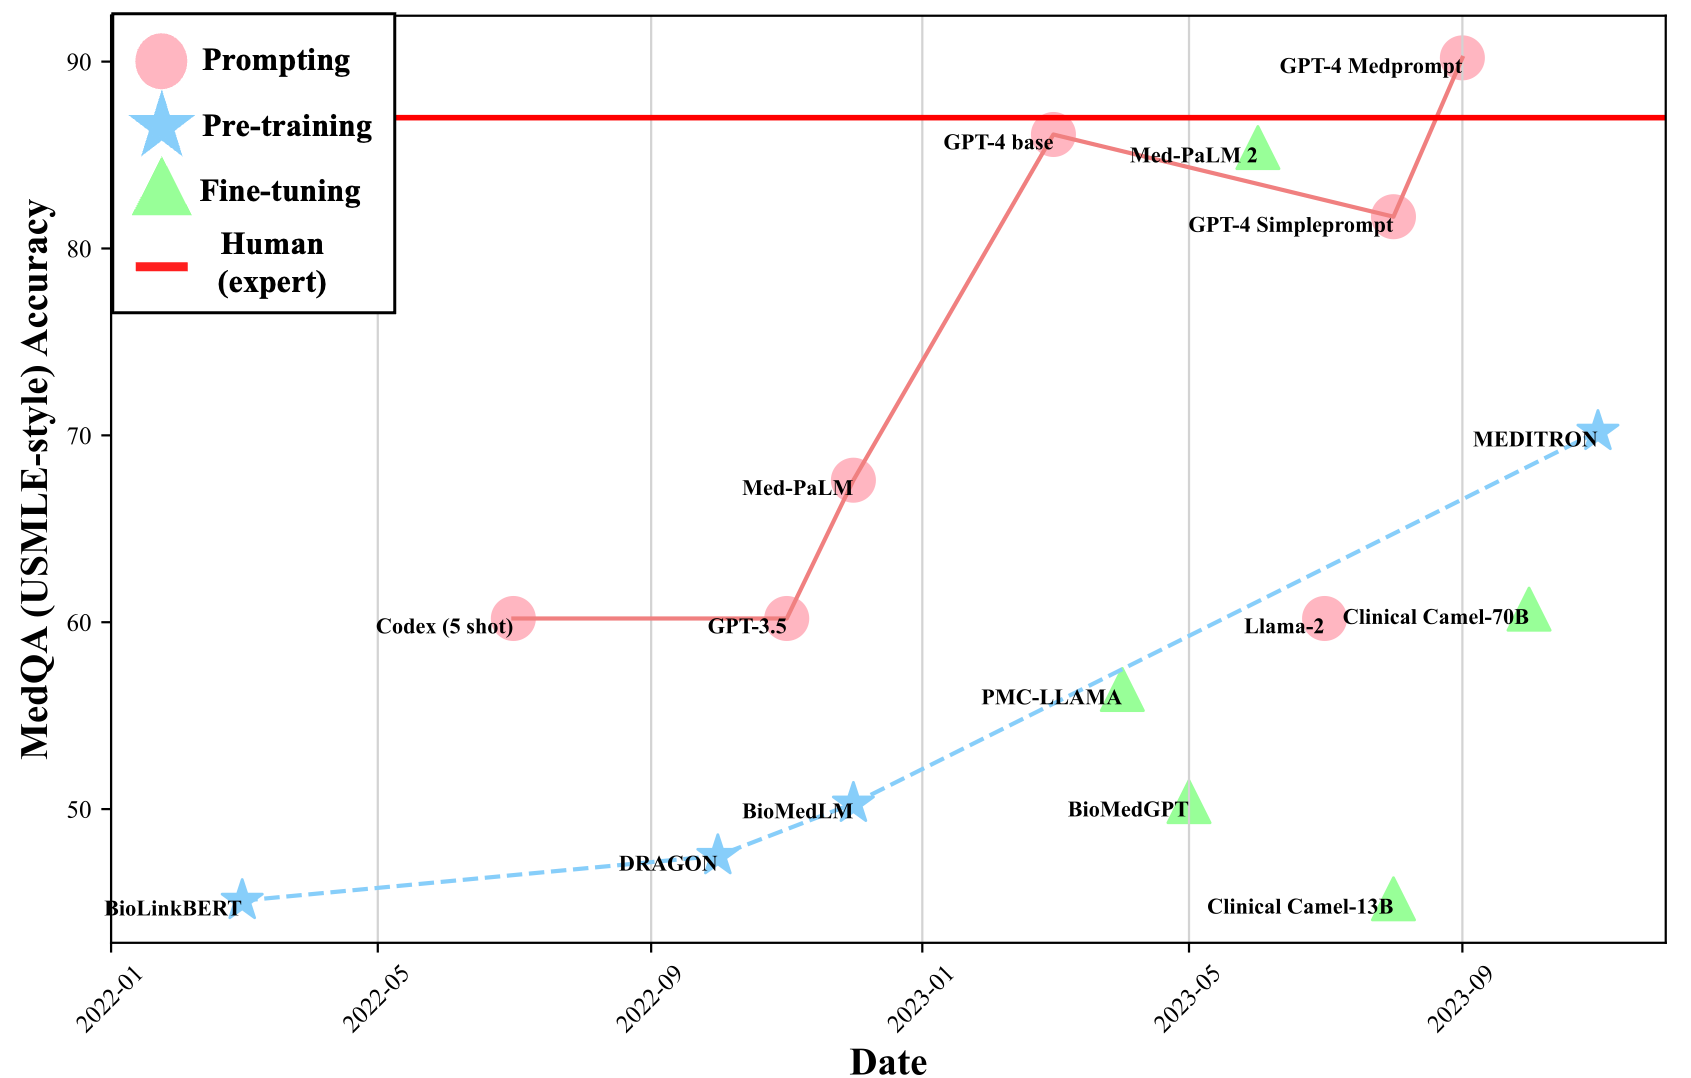 Prompting
Pre-training
Fine-tuning
Human
(expert)
MedQA (USMLE-style) Accuracy
90
80
70
60
50
GPT-4 Medprompt
GPT-4 base
Med-PaLM 2
GPT-4 Simpleprompt
MEDITRON
Med-PaLM
Codex (5 shot)
GPT-3.5
Llama-2
Clinical Camel-70B
PMC-LLAMA
BioMedLM
BioMedGPT
DRAGON
BioLinkBERT
Clinical Camel-13B
2022-01
2022-05
2022-09
2023-01
2023-05
2023-09
Date